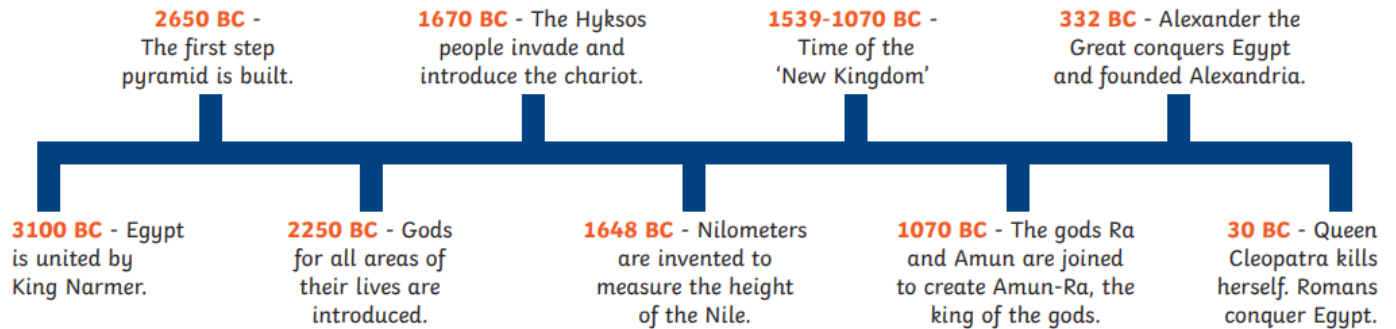 2650 BC -
The first step
pyramid is built.
1670 BC - The Hyksos
people invade and
introduce the chariot.
1539-1070 BC -
Time of the
‘New Kingdom’
332 BC - Alexander the
Great conquers Egypt
and founded Alexandria.
3100 BC - Egypt
is united by
King Narmer.
2250 BC - Gods
for all areas of
their lives are
introduced.
1648 BC - Nilometers
are invented to
measure the height
of the Nile.
1070 BC - The gods Ra
and Amun are joined
to create Amun-Ra, the
king of the gods.
30 BC - Queen
Cleopatra kills
herself. Romans
conquer Egypt.